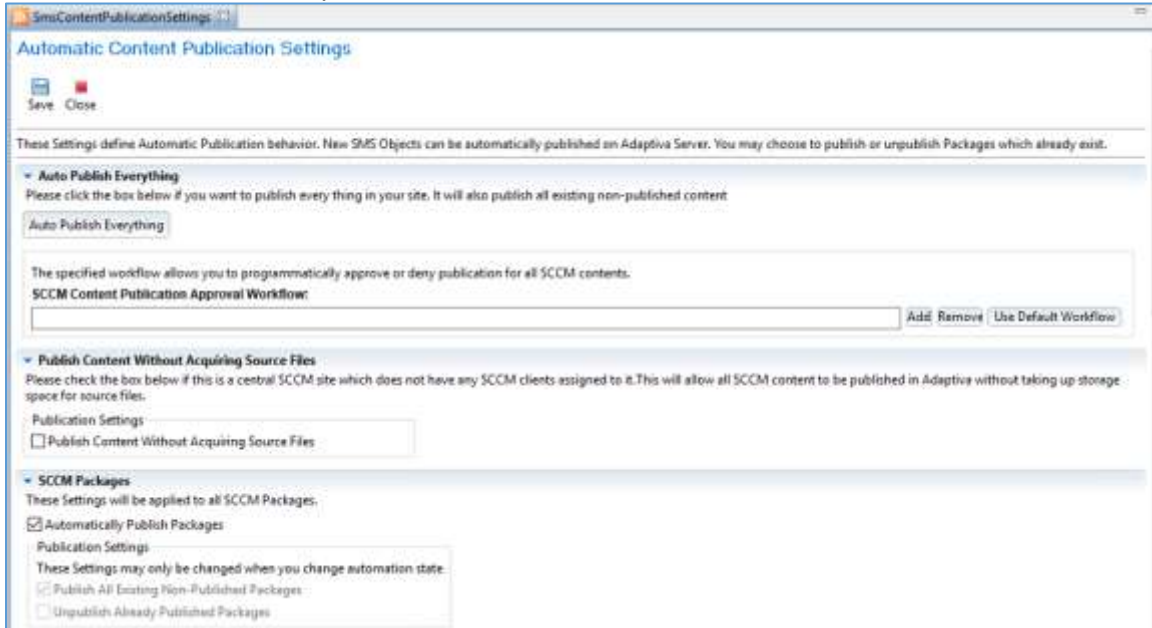 SmsContentPublicationSettings
Automatic Content Publication Settings
Save Close
These Settings define Automatic Publication behavior. New SMS Objects can be automatically published on Adaptiva Server. You may choose to publish or unpublish Packages which already exist.
Auto Publish Everything
Please click the box below if you want to publish every thing in your site. It will also publish all existing non-published content
Auto Publish Everything
The specified workflow allows you to programmatically approve or deny publication for all SCCM contents.
SCCM Content Publication Approval Workflow:
Add Remove Use Default Workflow
Publish Content Without Acquiring Source Files
Please check the box below if this is a central SCCM site which does not have any SCCM clients assigned to it.This will allow all SCCM content to be published in Adaptiva without taking up storage
space for source files.
Publication Settings
Publish Content Without Acquiring Source Files
SCCM Packages
These Settings will be applied to all SCCM Packages.
Automatically Publish Packages
Publication Settings
These Settings may only be changed when you change automation state
Publish All Existing Non-Published Packages
Unpublish Already Published Packages